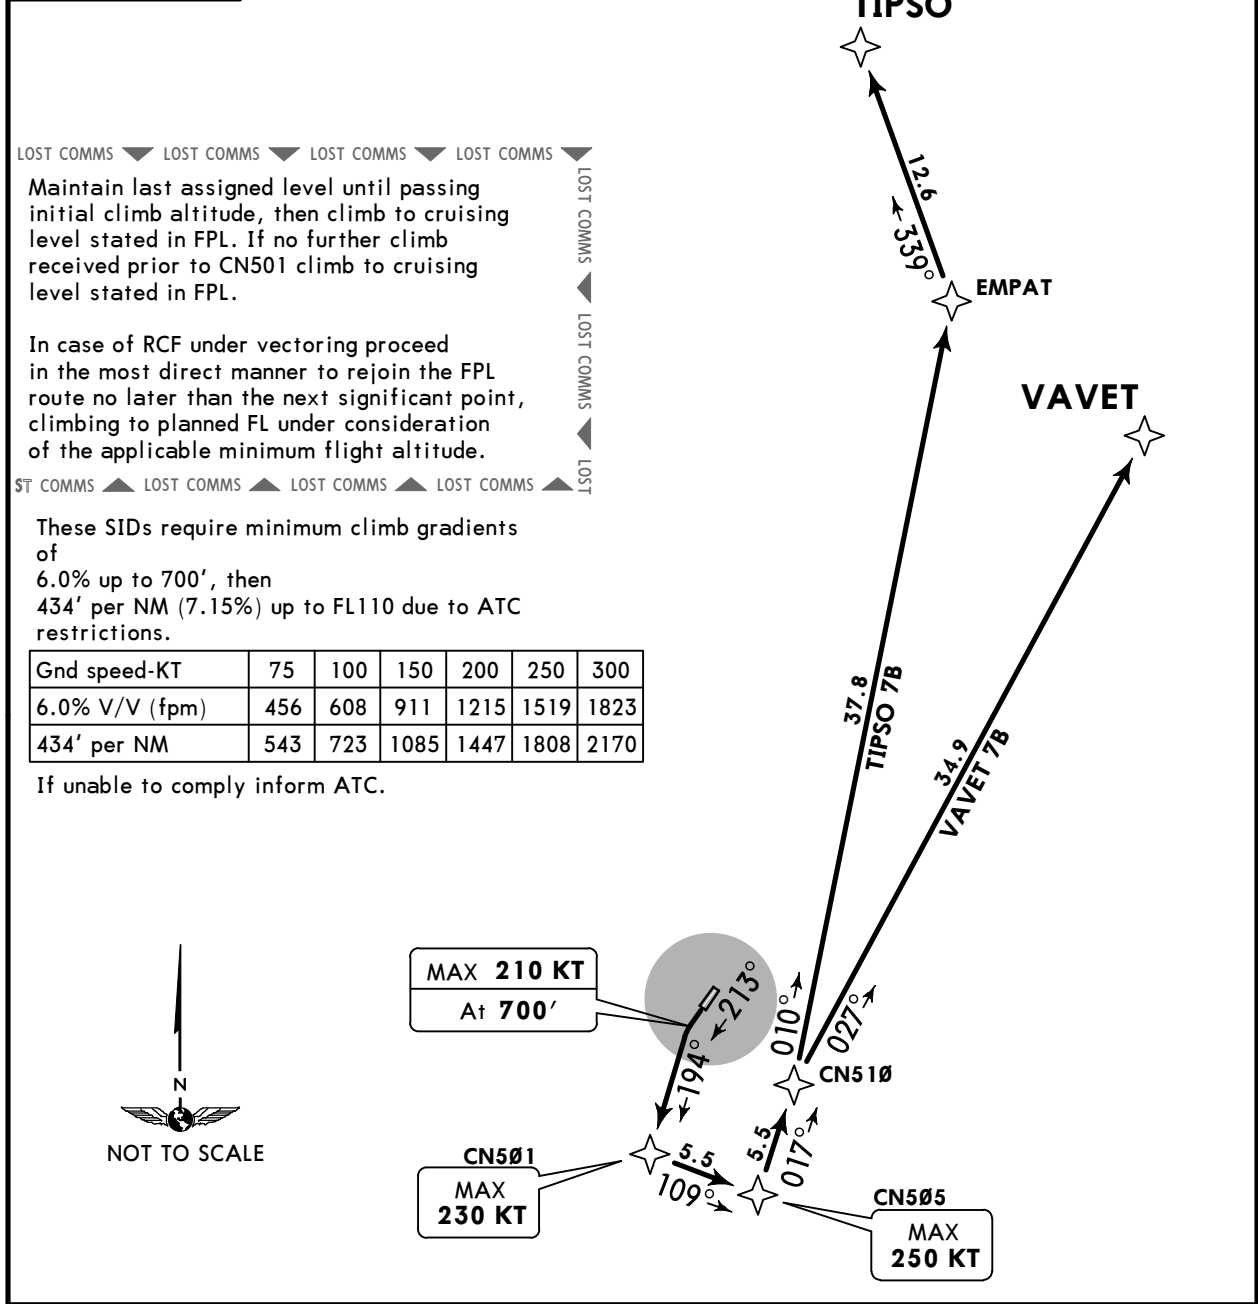 TIPSO
12.6
339°
EMPAT
VAVET
LOST COMMS LOST COMMS LOST COMMS LOST COMMS
LOST COMMS LOST COMMS LOST
Maintain last assigned level until passing
initial climb altitude, then climb to cruising
level stated in FPL. If no further climb
received prior to CN501 climb to cruising
level stated in FPL.
In case of RCF under vectoring proceed
in the most direct manner to rejoin the FPL
route no later than the next significant point,
climbing to planned FL under consideration
of the applicable minimum flight altitude.
ST COMMS LOST COMMS LOST COMMS LOST COMMS
These SIDs require minimum climb gradients
of
6.0% up to 700′, then
434′ per NM (7.15%) up to FL110 due to ATC
restrictions.
Gnd speed-KT 75 100 150 200 250 300
6.0% V/V (fpm) 456 608 911 1215 1519 1823
434′ per NM 543 723 1085 1447 1808 2170
If unable to comply inform ATC.
37.8
TIPSO 7B
34.9
VAVET 7B
MAX 210 KT
At 700′
213°
194°
010°
027°
CN51Ø
N
NOT TO SCALE
CN5Ø1
MAX
230 KT
5.5
109°
5.5
017°
CN5Ø5
MAX
250 KT